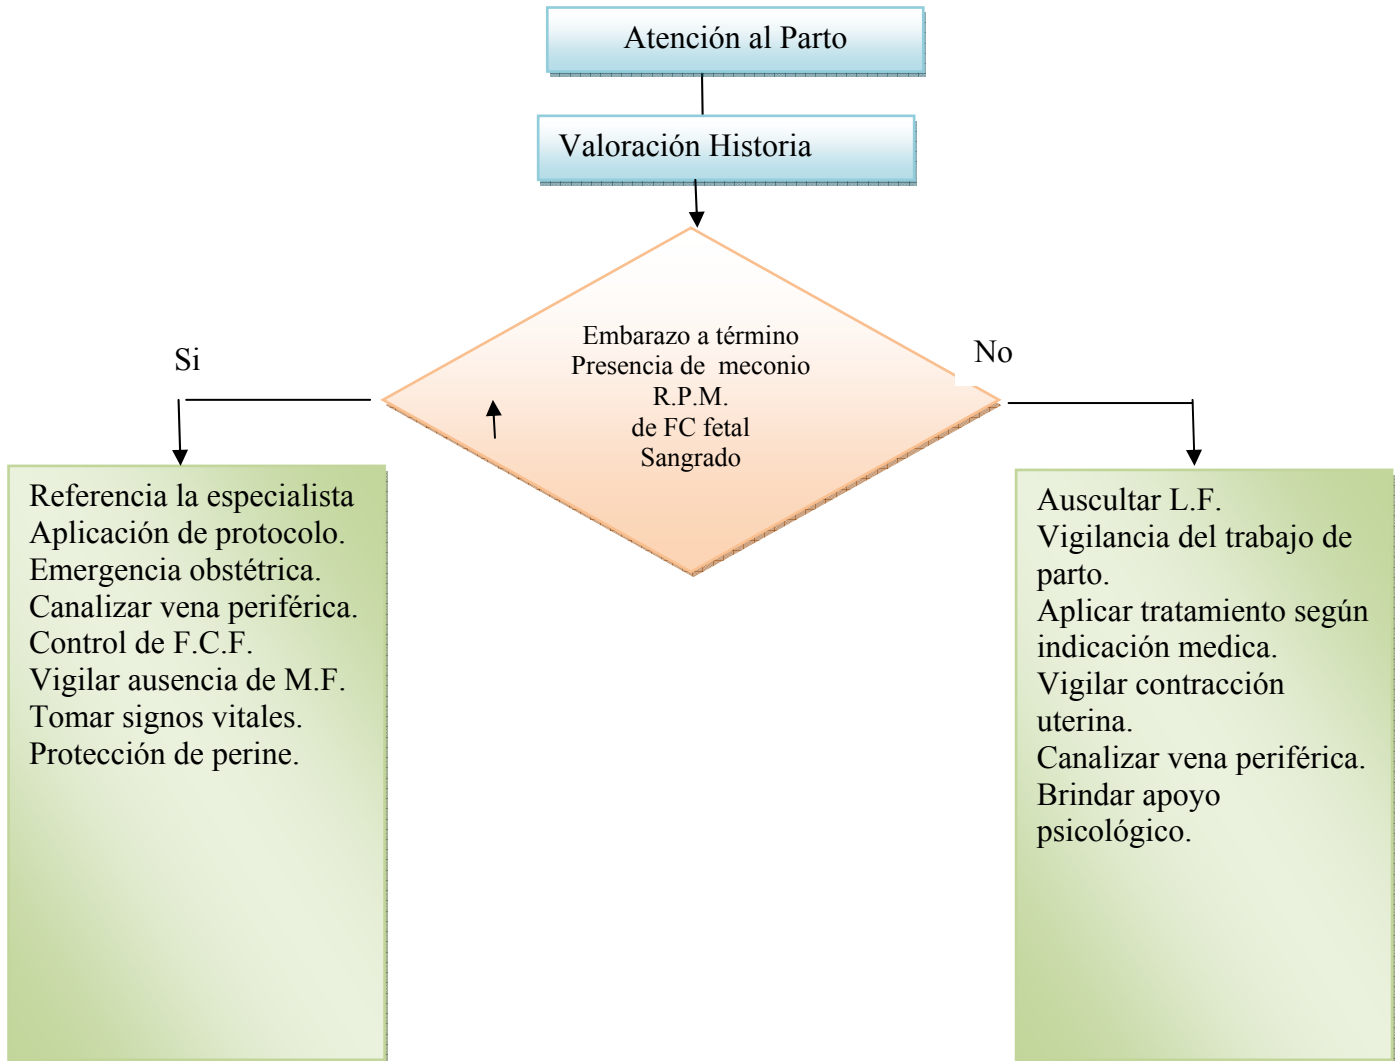 Atención al Parto
Valoración Historia
Embarazo a término
Presencia de meconio
R.P.M.
de FC fetal
Sangrado
Si
No
Referencia la especialista
Aplicación de protocolo.
Emergencia obstétrica.
Canalizar vena periférica.
Control de F.C.F.
Vigilar ausencia de M.F.
Tomar signos vitales.
Protección de perine.
Auscultar L.F.
Vigilancia del trabajo de
parto.
Aplicar tratamiento según
indicación medica.
Vigilar contracción
uterina.
Canalizar vena periférica.
Brindar apoyo
psicológico.